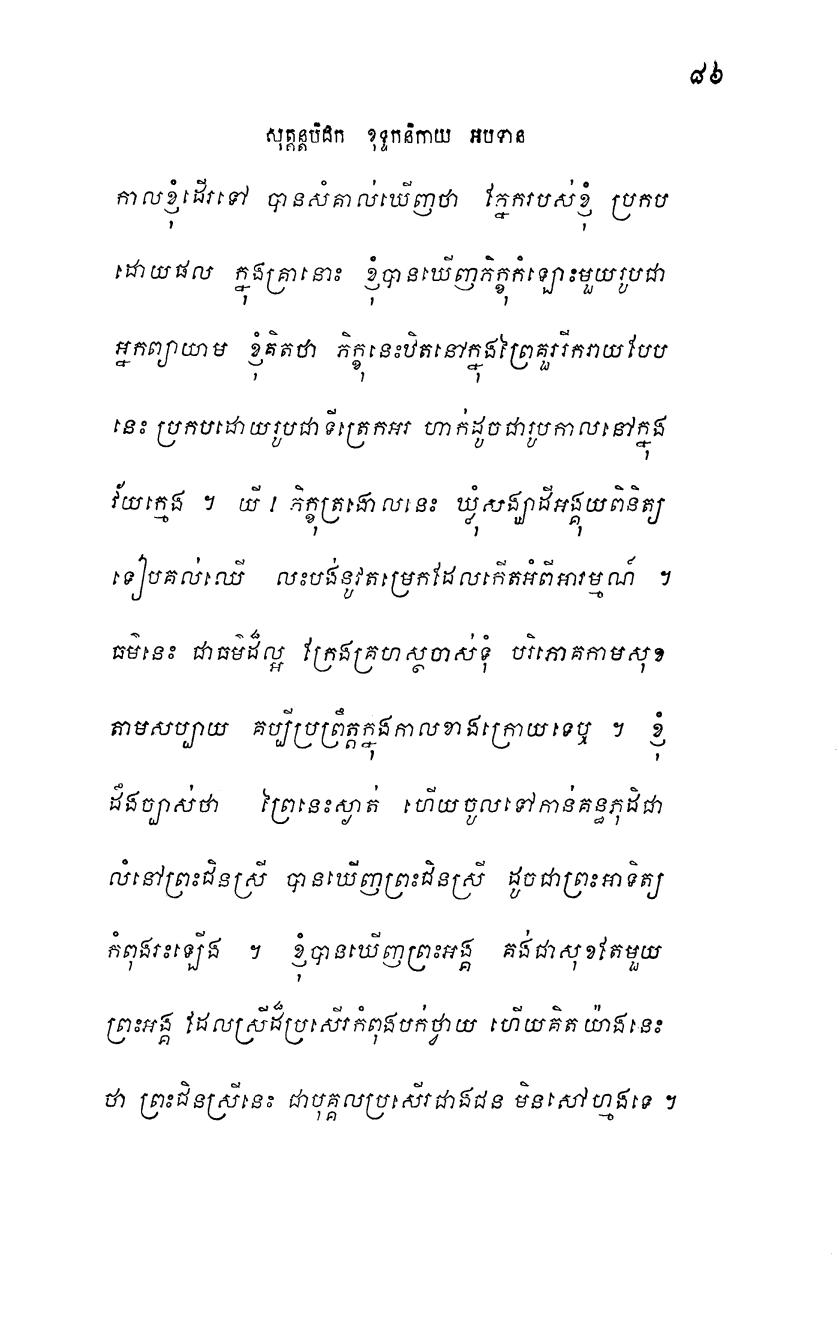 ៨៦
សុត្តន្តបិដក ខុទ្ទកនិកាយ អបទាន
កាលខ្ញុំដើរទៅ បានសំគាល់ឃើញថា ភ្នែករបស់ខ្ញុំ ប្រកប
ដោយផល ក្នុងគ្រានោះ ខ្ញុំបានឃើញភិក្ខុកំឡោះមួយរូបជា
អ្នកព្យាយាម ខ្ញុំគិតថា ភិក្ខុនេះឋិតនៅក្នុងព្រៃគួររីករាយបែប
នេះ ប្រកបដោយរូបជាទីត្រេកអរ ហាក់ដូចជារូបកាលនៅក្នុង
វ័យក្មេង ។ យី ! ភិក្ខុត្រងោលនេះ ឃ្លុំសង្ឃាដីអង្គុយពិនិត្យ
ទៀបគល់ឈើ លះបង់នូវតម្រេកដែលកើតអំពីអារម្មណ៍ ។
ធម៌នេះ ជាធម៌ដ៏ល្អ ក្រែងគ្រហស្ថចាស់ទុំ បរិភោគកាមសុខ
តាមសប្បាយ គប្បីប្រព្រឹត្តក្នុងកាលខាងក្រោយទេឬ ។ ខ្ញុំ
ដឹងច្បាស់ថា ព្រៃនេះស្ងាត់ ហើយចូលទៅកាន់គន្ធកុដិជា
លំនៅព្រះជិនស្រី បានឃើញព្រះជិនស្រី ដូចជាព្រះអាទិត្យ
កំពុងរះឡើង ។ ខ្ញុំបានឃើញព្រះអង្គ គង់ជាសុខតែមួយ
ព្រះអង្គ ដែលស្រីដ៏ប្រសើរកំពុងបក់ថ្វាយ ហើយគិតយ៉ាងនេះ
ថា ព្រះជិនស្រីនេះ ជាបុគ្គលប្រសើរជាងជន មិនសៅហ្មងទេ ។